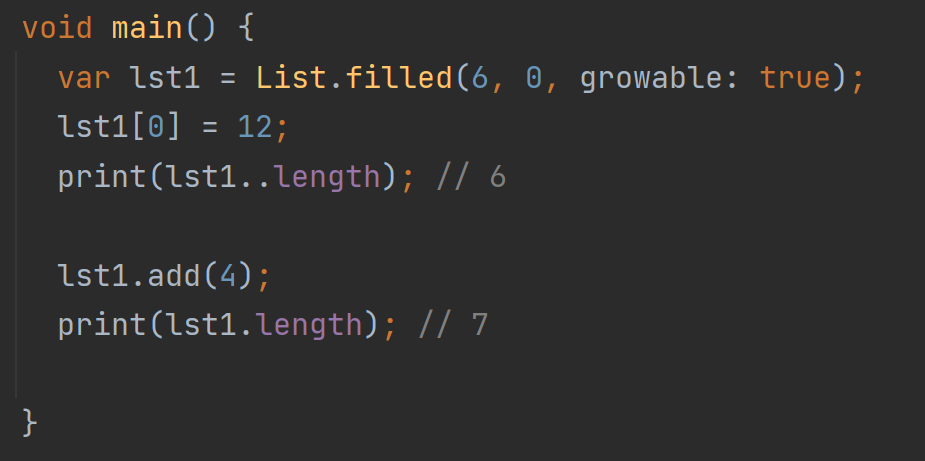 void main() {
  var lst1 = List.filled(6, 0, growable: true);
  lst1[0] = 12;
  print(lst1..length); // 6
  lst1.add(4);
  print(lst1.length); // 7
}